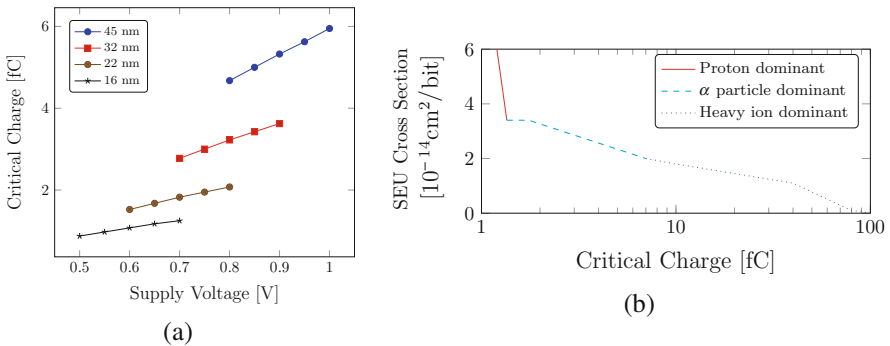 45 nm
32 nm
22 nm
16 nm
Critical Charge [fC]
6
4
2
0.5 0.6 0.7 0.8 0.9 1
Supply Voltage [V]
(a)
SEU Cross Section
[10⁻¹⁴cm²/bit]
6
4
2
0
Proton dominant
α particle dominant
Heavy ion dominant
1 10 100
Critical Charge [fC]
(b)